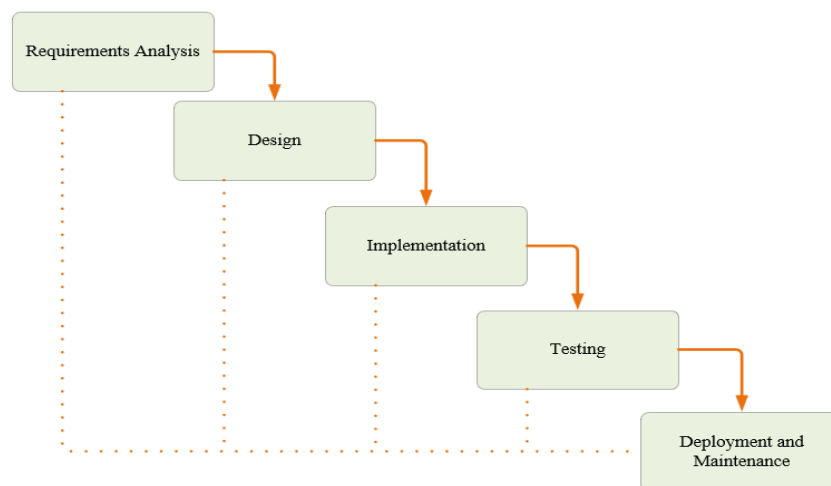 Requirements Analysis
Design
Implementation
Testing
Deployment and
Maintenance